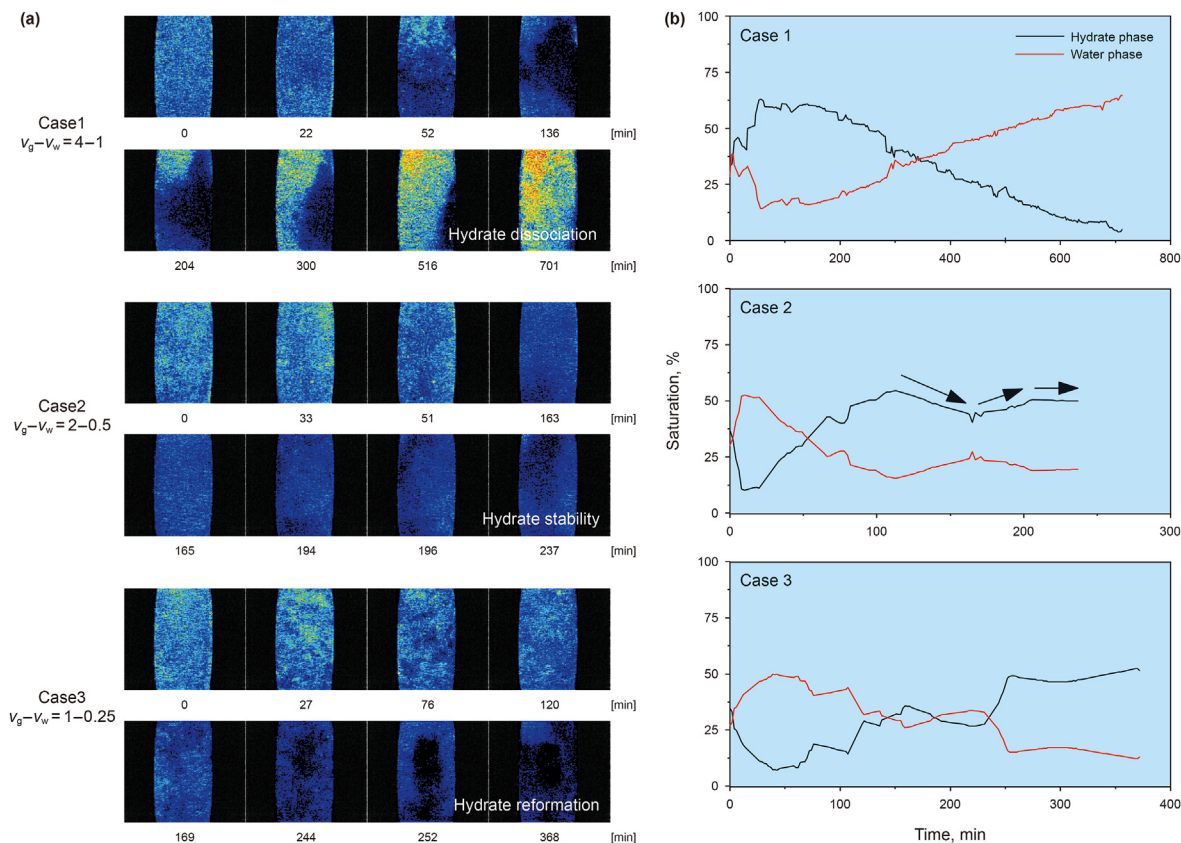 (a)
Case1
vg–vw = 4–1
0 22 52 136 [min]
Hydrate dissociation
204 300 516 701 [min]
Case2
vg–vw = 2–0.5
0 33 51 163 [min]
Hydrate stability
165 194 196 237 [min]
Case3
vg–vw = 1–0.25
0 27 76 120 [min]
Hydrate reformation
169 244 252 368 [min]
(b)
Saturation, %
100
75
50
25
0
Case 1
Hydrate phase
Water phase
0 200 400 600 800
100
75
50
25
0
Case 2
0 100 200 300
100
75
50
25
0
Case 3
0 100 200 300 400
Time, min